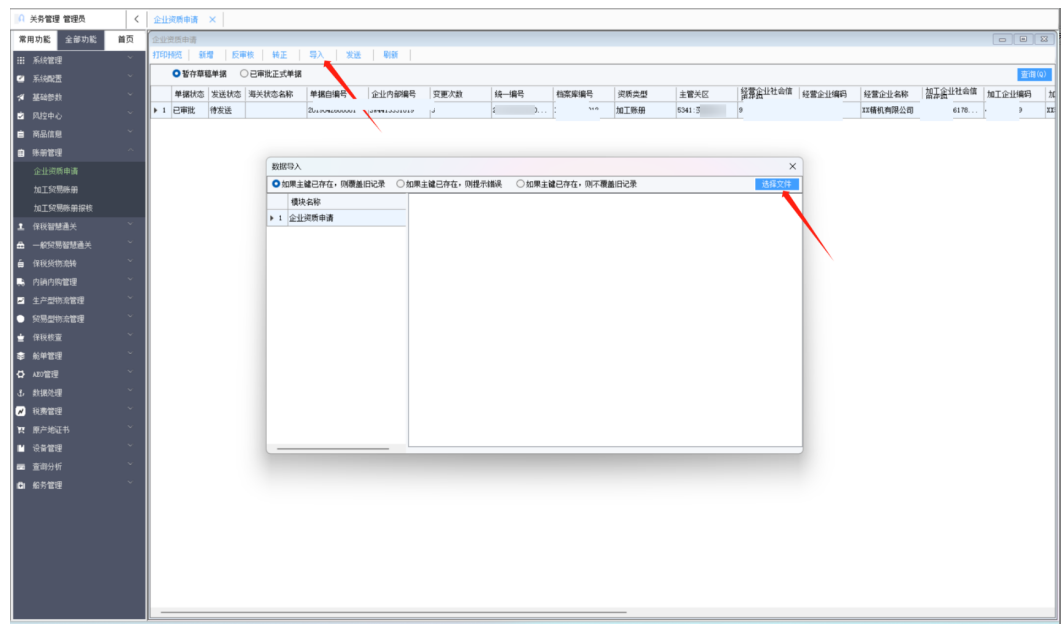 关务管理 管理员
企业资质申请
常用功能 全部功能 首页
企业资质申请
打印预览 新增 反审核 转正 导入 发送 刷新
暂存草稿单据 已审批正式单据
查询(Q)
单据状态 发送状态 海关状态名称 单据自编号 企业内部编号 变更次数 统一编号 档案库编号 资质类型 主管关区 经营企业社会信 经营企业编码 经营企业名称 加工企业社会信 加工企业编码 加
1 已审批 待发送 加工账册 XX精机有限公司 6178...
系统管理
系统配置
基础参数
风控中心
商品信息
账册管理
企业资质申请
加工贸易账册
加工贸易账册报核
保税智慧通关
一般贸易智慧通关
保税货物流转
内销内购管理
生产型物流管理
贸易型物流管理
保税核查
舱单管理
AEO管理
数据处理
税费管理
原产地证书
设备管理
查询分析
船务管理
数据导入
如果主键已存在，则覆盖旧记录 如果主键已存在，则提示错误 如果主键已存在，则不覆盖旧记录
选择文件
模块名称
1 企业资质申请